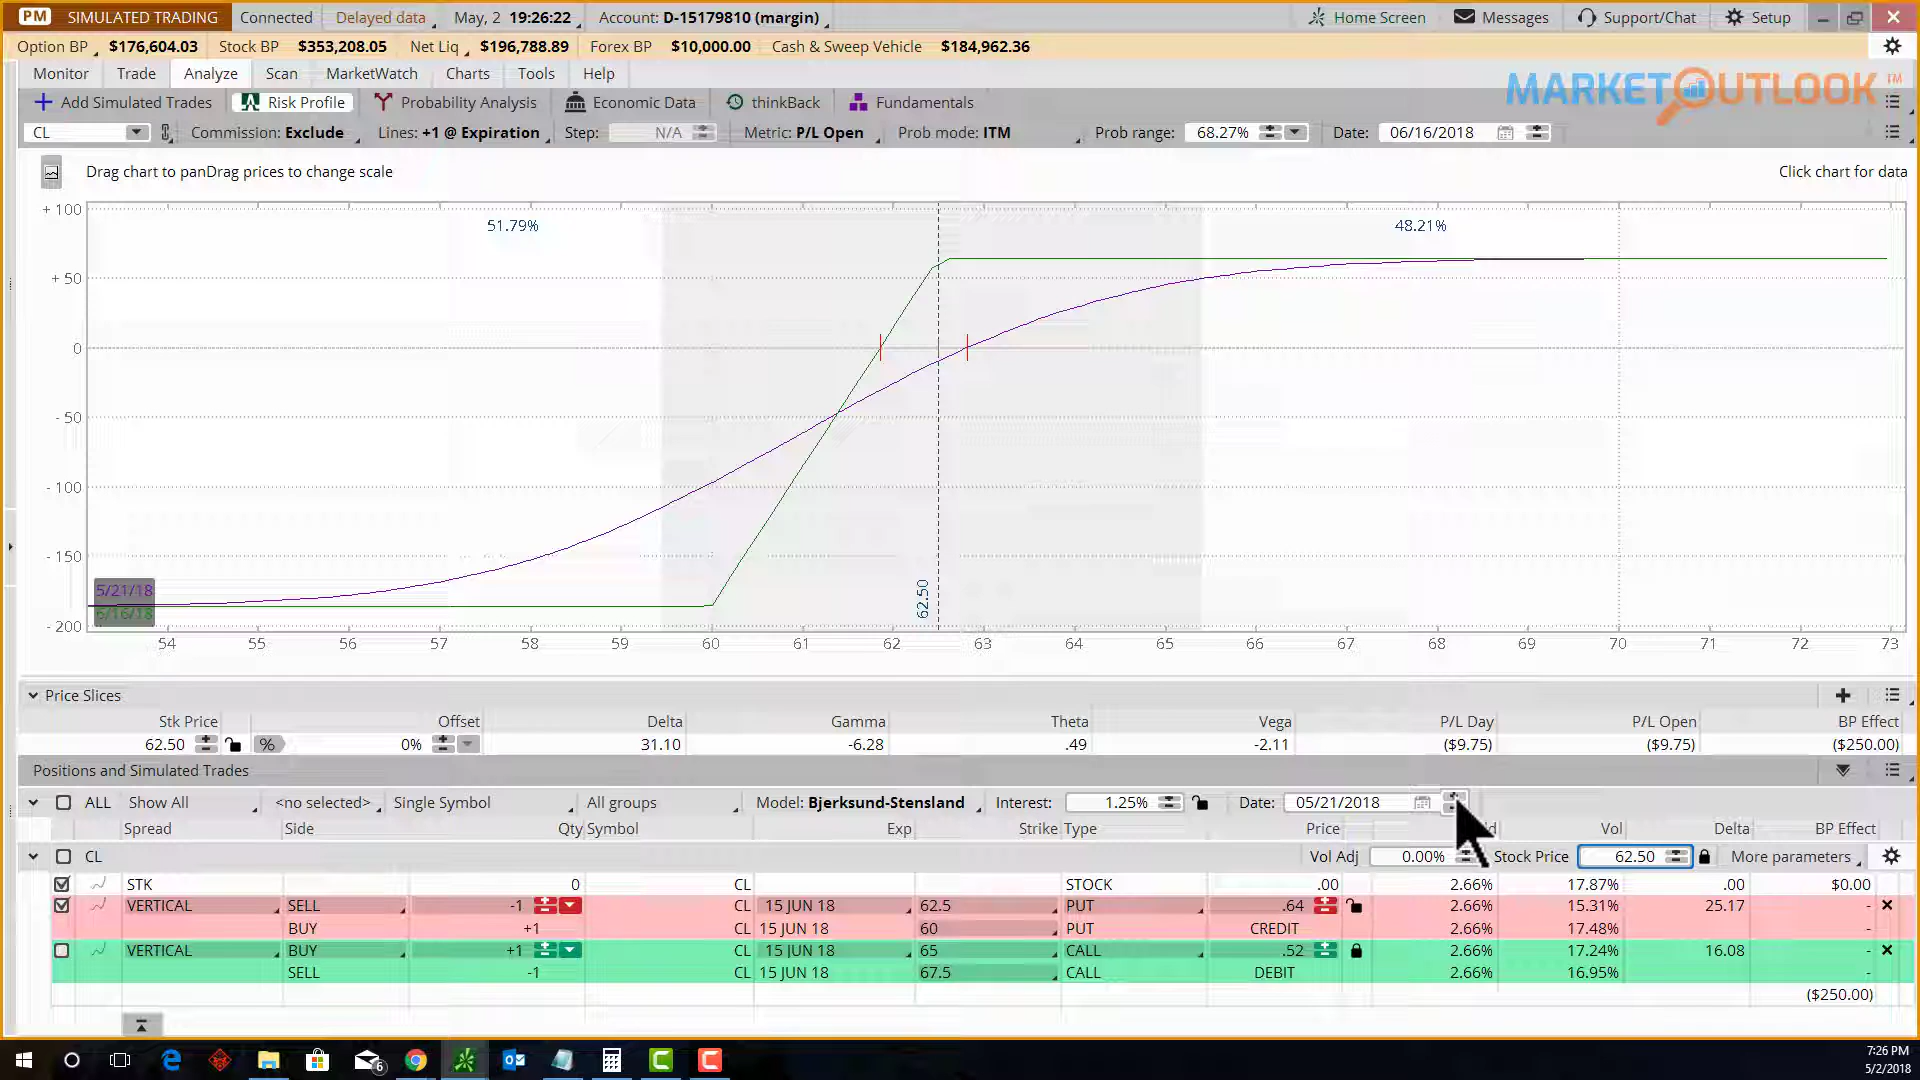 PM SIMULATED TRADING Connected Delayed data May, 2 19:26:22 Account: D-15179810 (margin) Home Screen Messages Support/Chat Setup
Option BP $176,604.03 Stock BP $353,208.05 Net Liq $196,788.89 Forex BP $10,000.00 Cash & Sweep Vehicle $184,962.36
Monitor Trade Analyze Scan MarketWatch Charts Tools Help
MARKETOUTLOOK TM
Add Simulated Trades Risk Profile Probability Analysis Economic Data thinkBack Fundamentals
CL Commission: Exclude Lines: +1 @ Expiration Step: N/A Metric: P/L Open Prob mode: ITM Prob range: 68.27% Date: 06/16/2018
Drag chart to panDrag prices to change scale Click chart for data
+ 100
51.79% 48.21%
+ 50
0
- 50
- 100
- 150
5/21/18
6/16/18
62.50
- 200
54 55 56 57 58 59 60 61 62 63 64 65 66 67 68 69 70 71 72 73
Price Slices
Stk Price Offset Delta Gamma Theta Vega P/L Day P/L Open BP Effect
62.50 % 0% 31.10 -6.28 .49 -2.11 ($9.75) ($9.75) ($250.00)
Positions and Simulated Trades
ALL Show All <no selected> Single Symbol All groups Model: Bjerksund-Stensland Interest: 1.25% Date: 05/21/2018
Spread Side Qty Symbol Exp Strike Type Price Vol Delta BP Effect
CL Vol Adj 0.00% Stock Price 62.50 More parameters
STK 0 CL STOCK .00 2.66% 17.87% .00 $0.00
VERTICAL SELL -1 CL 15 JUN 18 62.5 PUT .64 2.66% 15.31% 25.17 -
BUY +1 CL 15 JUN 18 60 PUT CREDIT 2.66% 17.48% -
VERTICAL BUY +1 CL 15 JUN 18 65 CALL .52 2.66% 17.24% 16.08 -
SELL -1 CL 15 JUN 18 67.5 CALL DEBIT 2.66% 16.95% -
($250.00)
6
7:26 PM
5/2/2018